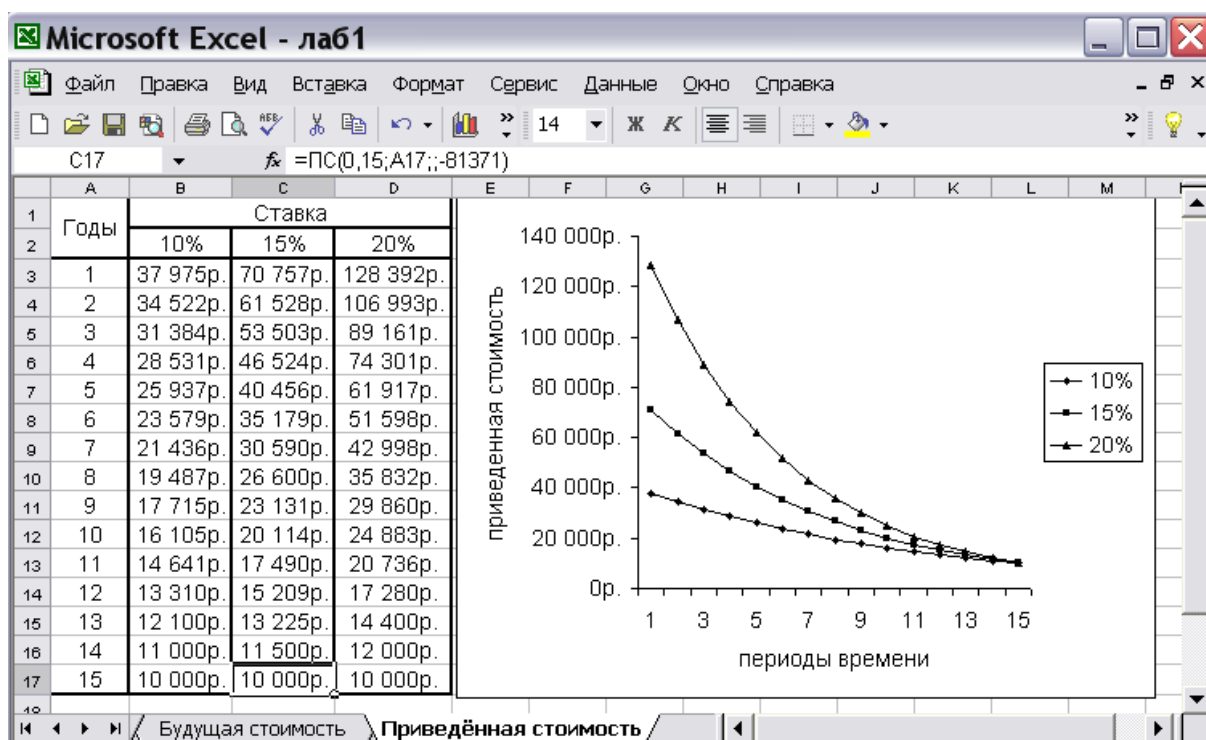 Microsoft Excel - лаб1
Файл Правка Вид Вставка Формат Сервис Данные Окно Справка
14 Ж К
C17 fx =ПС(0,15;A17;;-81371)
A B C D E F G H I J K L M
1 Годы Ставка
2 10% 15% 20%
3 1 37 975р. 70 757р. 128 392р.
4 2 34 522р. 61 528р. 106 993р.
5 3 31 384р. 53 503р. 89 161р.
6 4 28 531р. 46 524р. 74 301р.
7 5 25 937р. 40 456р. 61 917р.
8 6 23 579р. 35 179р. 51 598р.
9 7 21 436р. 30 590р. 42 998р.
10 8 19 487р. 26 600р. 35 832р.
11 9 17 715р. 23 131р. 29 860р.
12 10 16 105р. 20 114р. 24 883р.
13 11 14 641р. 17 490р. 20 736р.
14 12 13 310р. 15 209р. 17 280р.
15 13 12 100р. 13 225р. 14 400р.
16 14 11 000р. 11 500р. 12 000р.
17 15 10 000р. 10 000р. 10 000р.
приведенная стоимость
140 000р.
120 000р.
100 000р.
80 000р.
60 000р.
40 000р.
20 000р.
0р.
1 3 5 7 9 11 13 15
периоды времени
10%
15%
20%
Будущая стоимость Приведённая стоимость